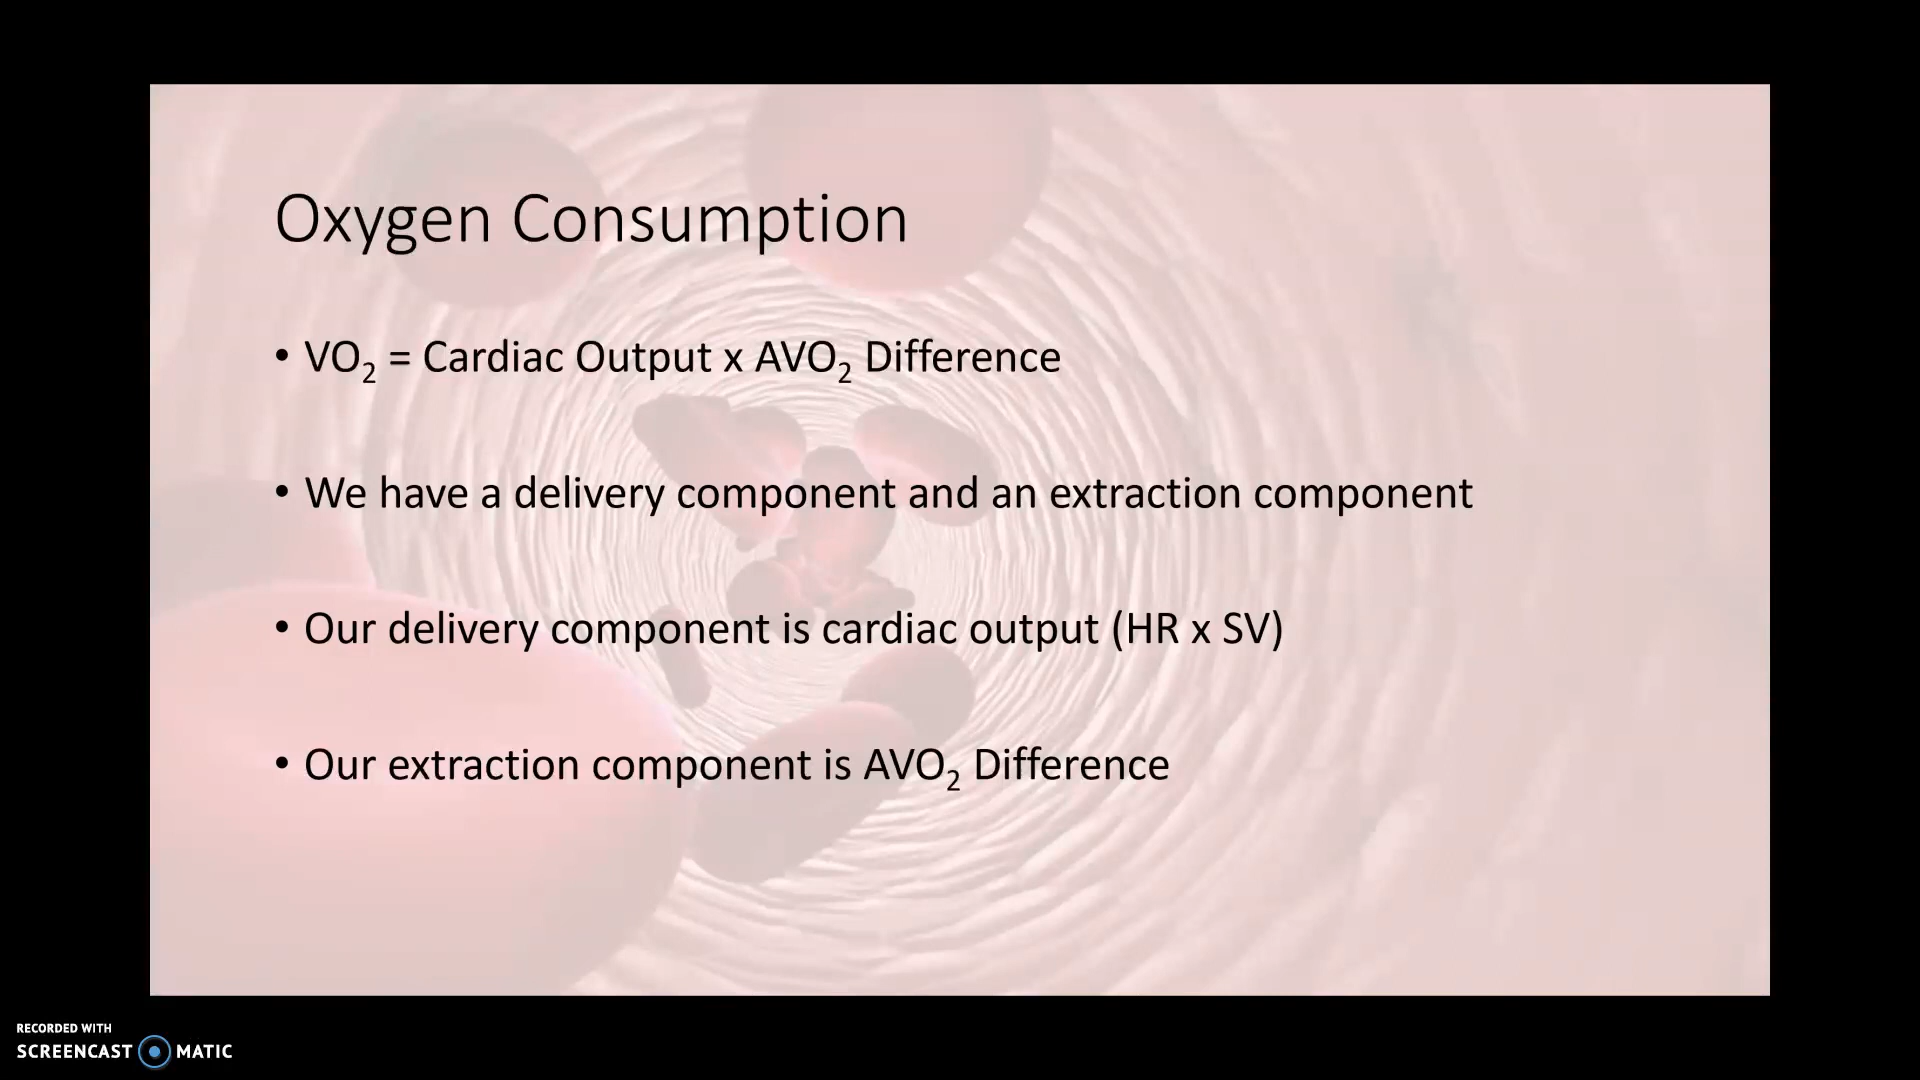 Oxygen Consumption
• VO₂ = Cardiac Output x AVO₂ Difference
• We have a delivery component and an extraction component
• Our delivery component is cardiac output (HR x SV)
• Our extraction component is AVO₂ Difference
RECORDED WITH
SCREENCAST MATIC